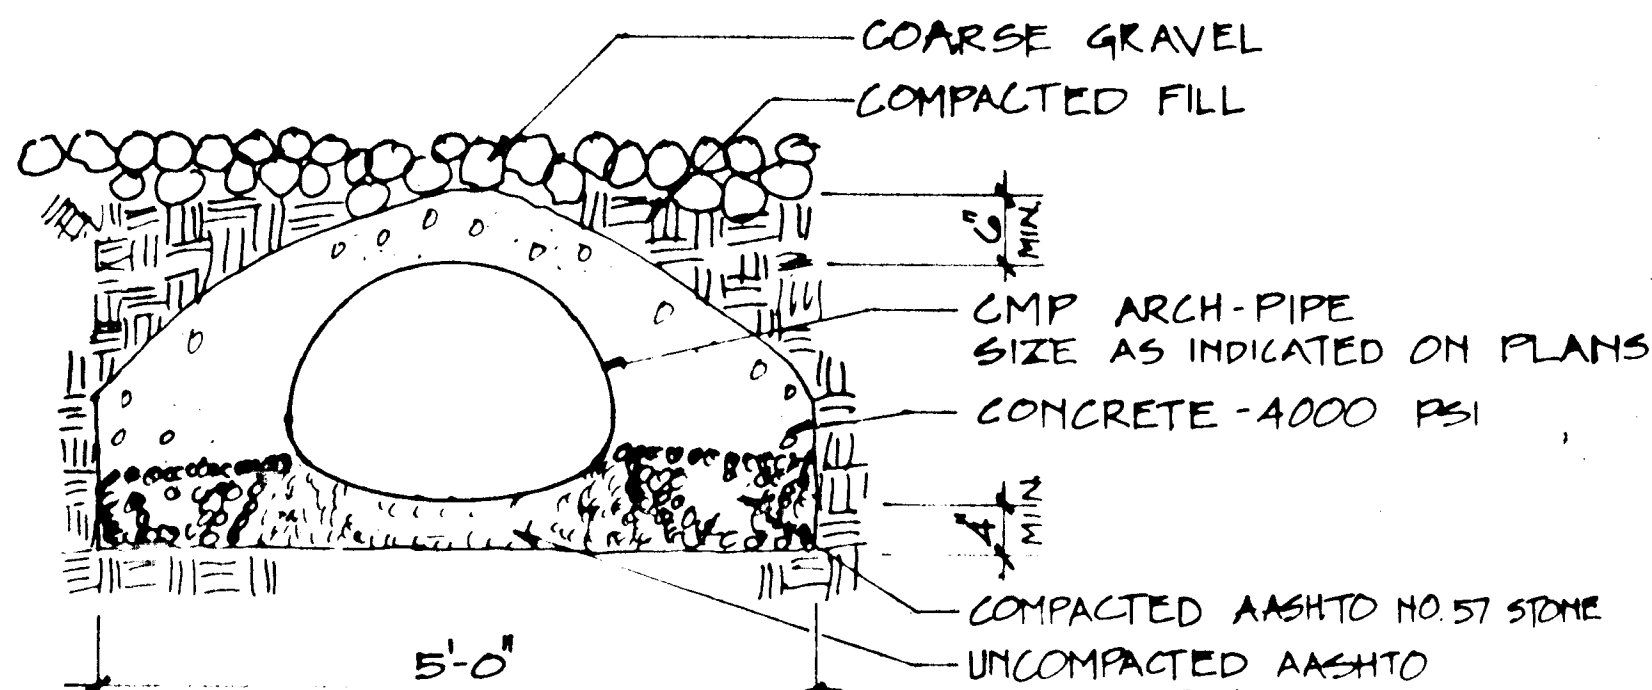 COARSE GRAVEL
COMPACTED FILL
6"
MIN.
CMP ARCH-PIPE
SIZE AS INDICATED ON PLANS
CONCRETE - 4000 PSI
4"
MIN
COMPACTED AASHTO NO. 57 STONE
UNCOMPACTED AASHTO
5'-0"